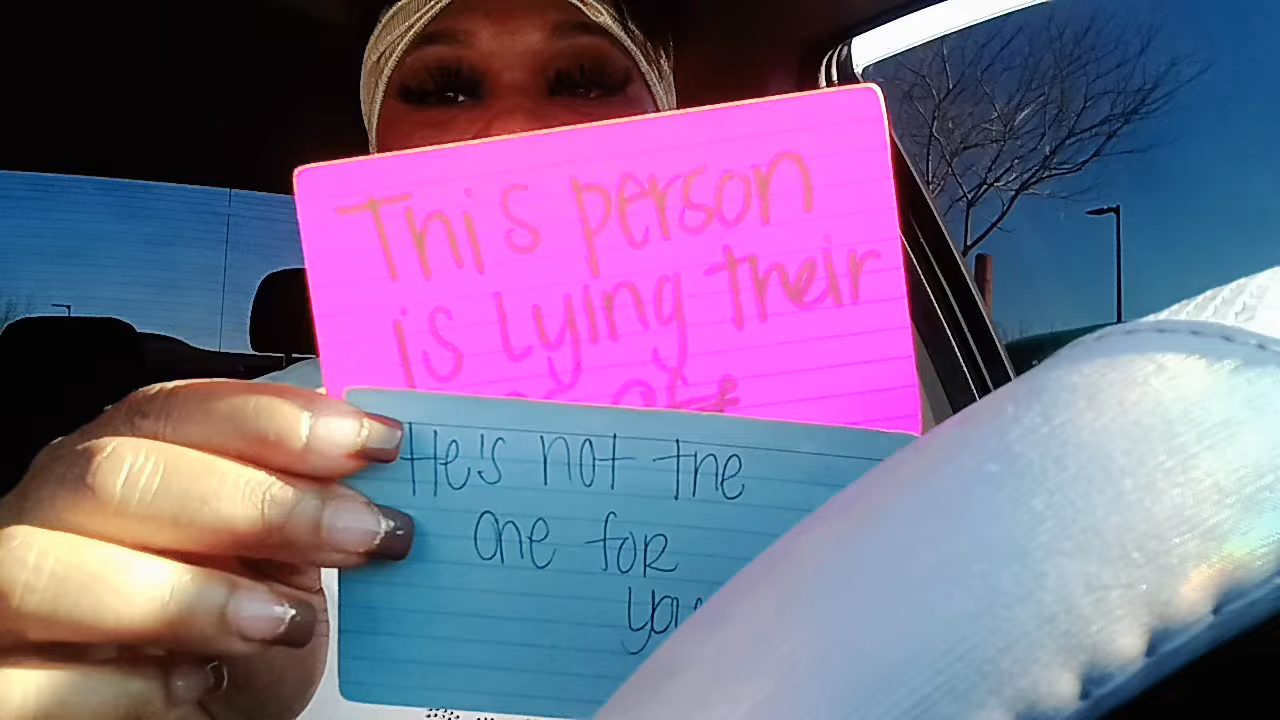 This person
is Lying their
He's not the
one for
you